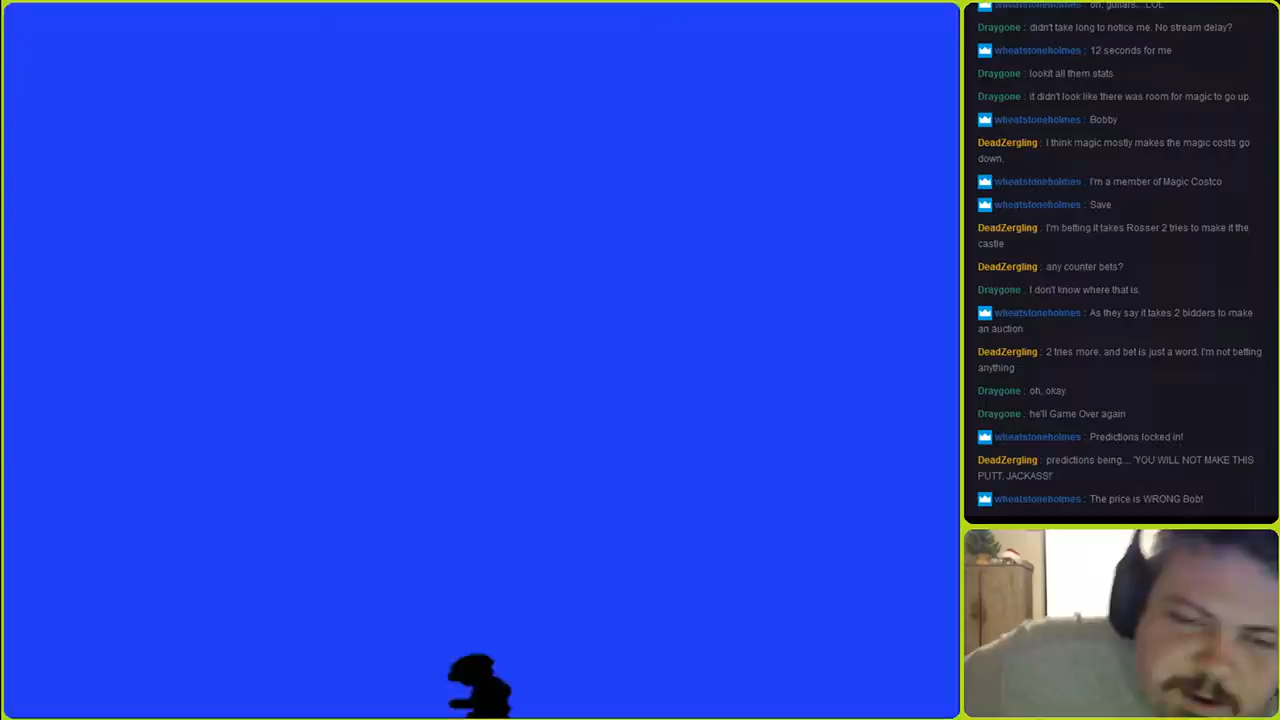 wheatstoneholmes : oh, guitars...LOL
Draygone : didn't take long to notice me. No stream delay?
wheatstoneholmes : 12 seconds for me
Draygone : lookit all them stats.
Draygone : it didn't look like there was room for magic to go up.
wheatstoneholmes : Bobby
DeadZergling : I think magic mostly makes the magic costs go
down.
wheatstoneholmes : I'm a member of Magic Costco
wheatstoneholmes : Save
DeadZergling : I'm betting it takes Rosser 2 tries to make it the
castle
DeadZergling : any counter bets?
Draygone : I don't know where that is.
wheatstoneholmes : As they say it takes 2 bidders to make
an auction
DeadZergling : 2 tries more. and bet is just a word. I'm not betting
anything
Draygone : oh, okay.
Draygone : he'll Game Over again
wheatstoneholmes : Predictions locked in!
DeadZergling : predictions being.... 'YOU WILL NOT MAKE THIS
PUTT, JACKASS!'
wheatstoneholmes : The price is WRONG Bob!